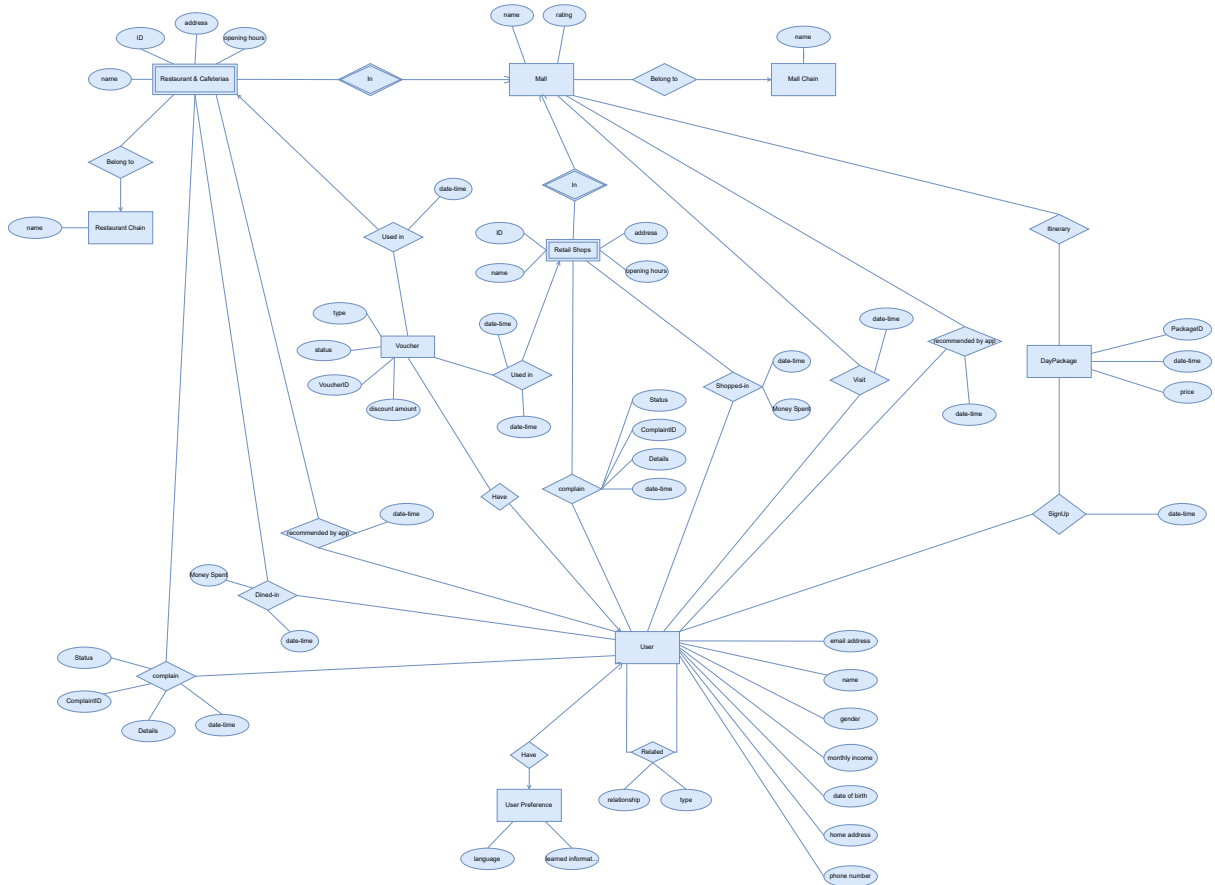 name
rating
address
ID
opening hours
name
name
Restaurant & Cafeterias
In
Mall
Belong to
Mall Chain
Belong to
In
date-time
name
Restaurant Chain
Used in
ID
address
Itinerary
Retail Shops
name
opening hours
type
date-time
date-time
PackageID
status
Voucher
recommended by app
date-time
DayPackage
date-time
VoucherID
Used in
Shopped-in
Visit
price
discount amount
Status
Money Spent
date-time
date-time
ComplaintID
Details
complain
date-time
Have
date-time
SignUp
date-time
recommended by app
Money Spent
Dined-in
date-time
email address
User
Status
complain
name
ComplaintID
gender
Details
date-time
Have
Related
monthly income
relationship
type
date of birth
User Preference
home address
language
learned informat...
phone number